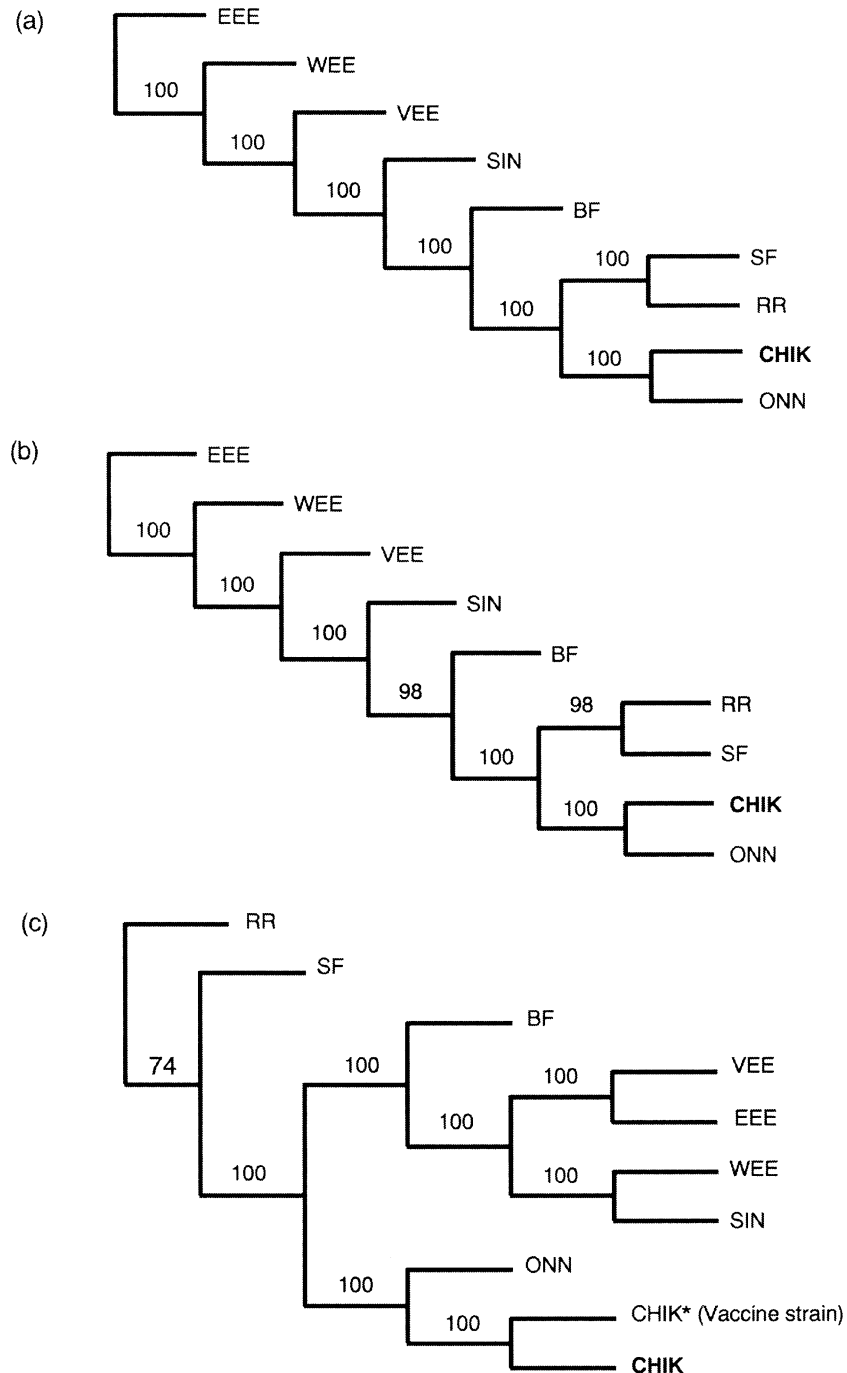 (a)
EEE
100
WEE
100
VEE
100
SIN
100
BF
100
100
SF
RR
100
CHIK
ONN
(b)
EEE
100
WEE
100
VEE
100
SIN
98
BF
100
98
RR
SF
100
CHIK
ONN
(c)
RR
74
SF
100
100
BF
100
100
VEE
EEE
100
WEE
SIN
100
ONN
100
CHIK* (Vaccine strain)
CHIK